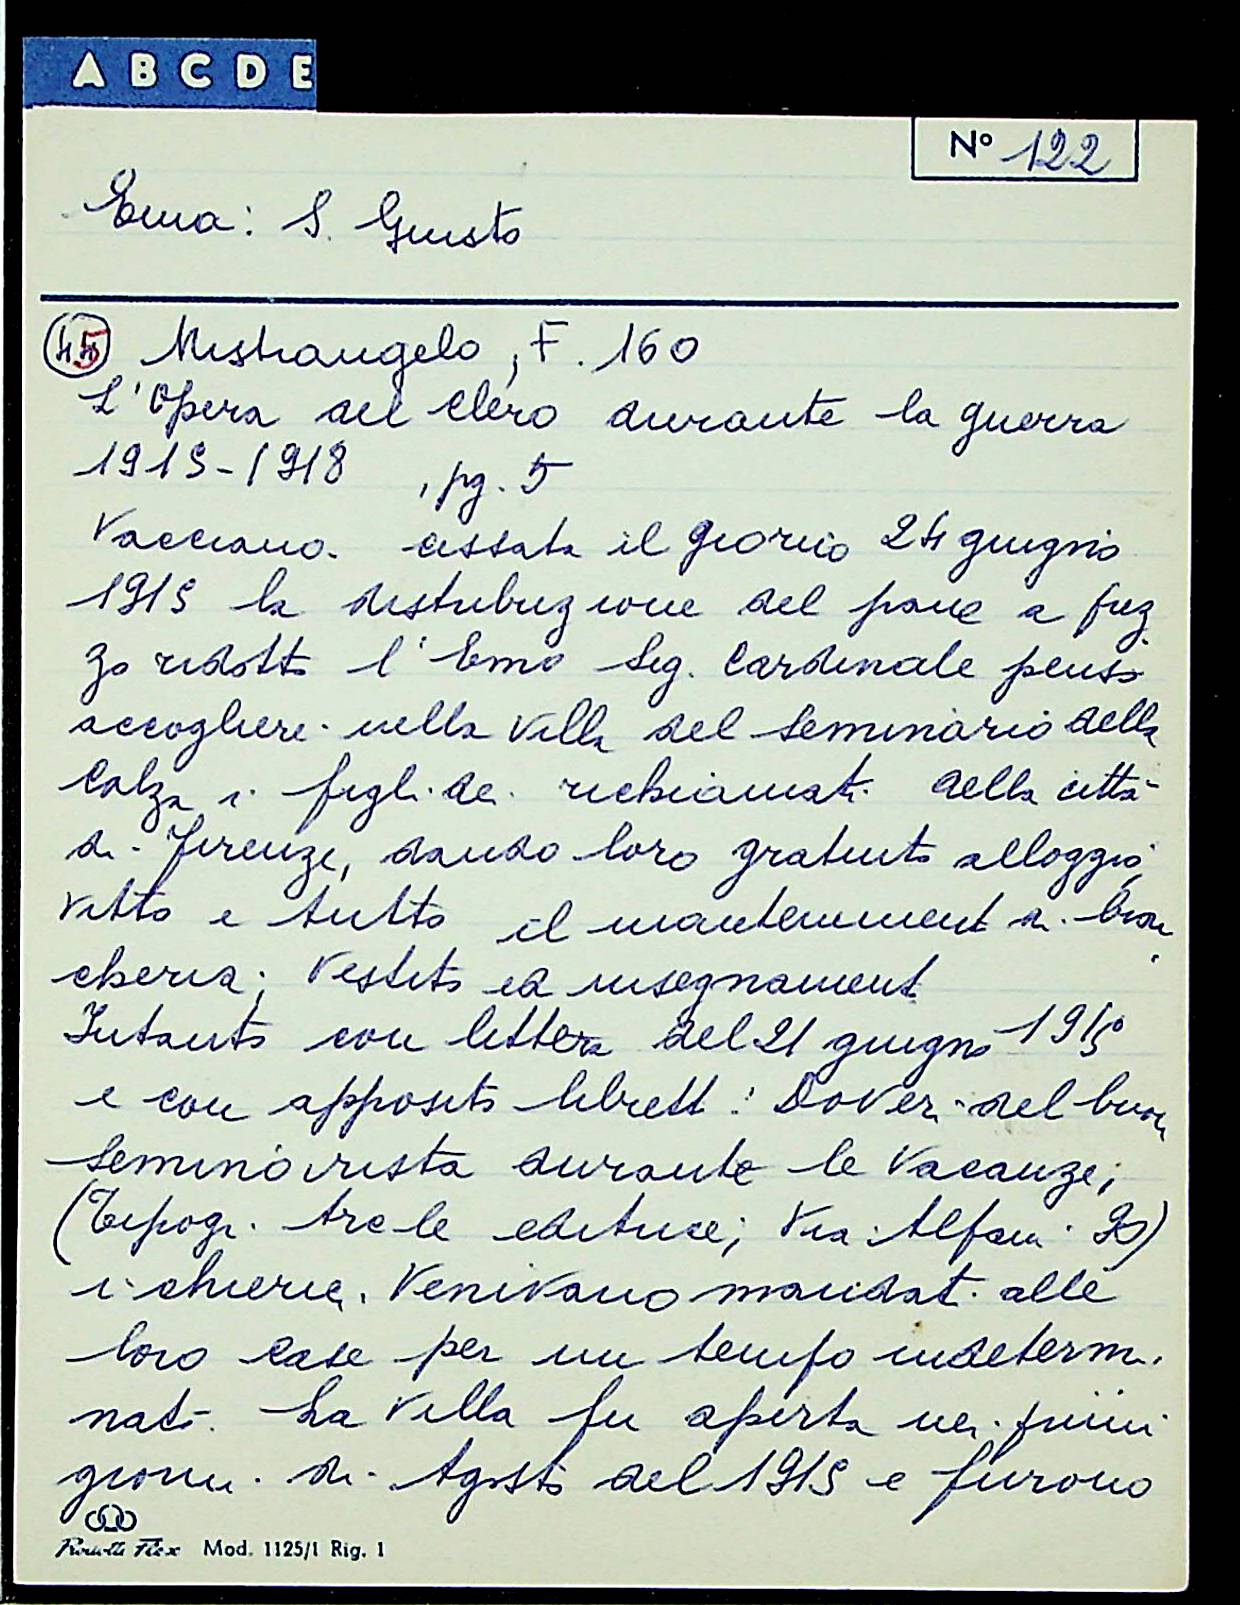 A B C D E
Nº 122
Ema: S. Giusto
45 Mistrangelo, F. 160
L'Opera del Clero durante la guerra
1915-1918, pg. 5
Vacciano. Cessata il giorno 24 giugno
1915 la distribuzione del pane a prez
zo ridotto l'Emo Sig. Cardinale pensò
accogliere nella Villa del Seminario della
Calza i figli dei richiamati della città
di Firenze, dando loro gratuito alloggio,
vitto e tutto il mantenimento di bian
cheria, vestito ed insegnamento
Intanto con lettera del 21 giugno 1915
e con apposito libretto: Doveri del buon
Seminarista durante le Vacanze;
(Tipogr. Arc-le editrice; Via Alfani)
i chierici venivano mandati alle
loro case per un tempo indetermi
nato. La Villa fu aperta nei primi
giorni di Agosto del 1915 e furono
Mod. 1125/1 Rig. 1